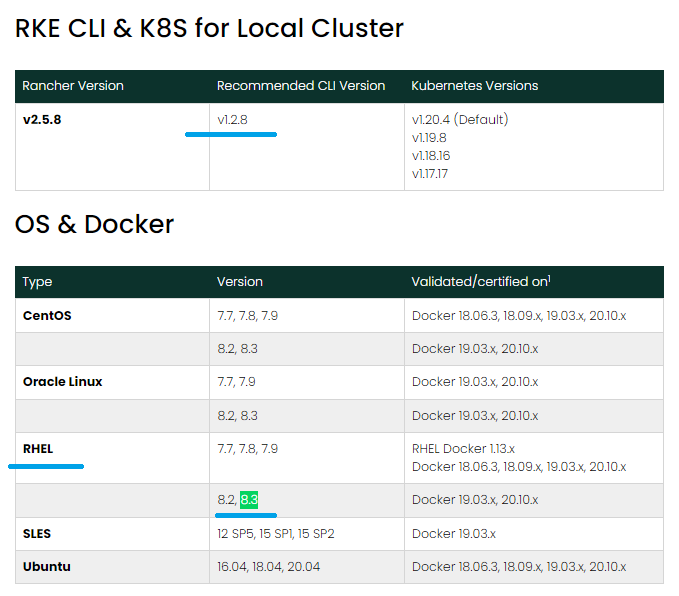 RKE CLI & K8S for Local Cluster
Rancher Version Recommended CLI Version Kubernetes Versions
v2.5.8 v1.2.8 v1.20.4 (Default)
v1.19.8
v1.18.16
v1.17.17
OS & Docker
Type Version Validated/certified on¹
CentOS 7.7, 7.8, 7.9 Docker 18.06.3, 18.09.x, 19.03.x, 20.10.x
8.2, 8.3 Docker 19.03.x, 20.10.x
Oracle Linux 7.7, 7.9 Docker 19.03.x, 20.10.x
8.2, 8.3 Docker 19.03.x, 20.10.x
RHEL 7.7, 7.8, 7.9 RHEL Docker 1.13.x
Docker 18.06.3, 18.09.x, 19.03.x, 20.10.x
8.2, 8.3 Docker 19.03.x, 20.10.x
SLES 12 SP5, 15 SP1, 15 SP2 Docker 19.03.x
Ubuntu 16.04, 18.04, 20.04 Docker 18.06.3, 18.09.x, 19.03.x, 20.10.x